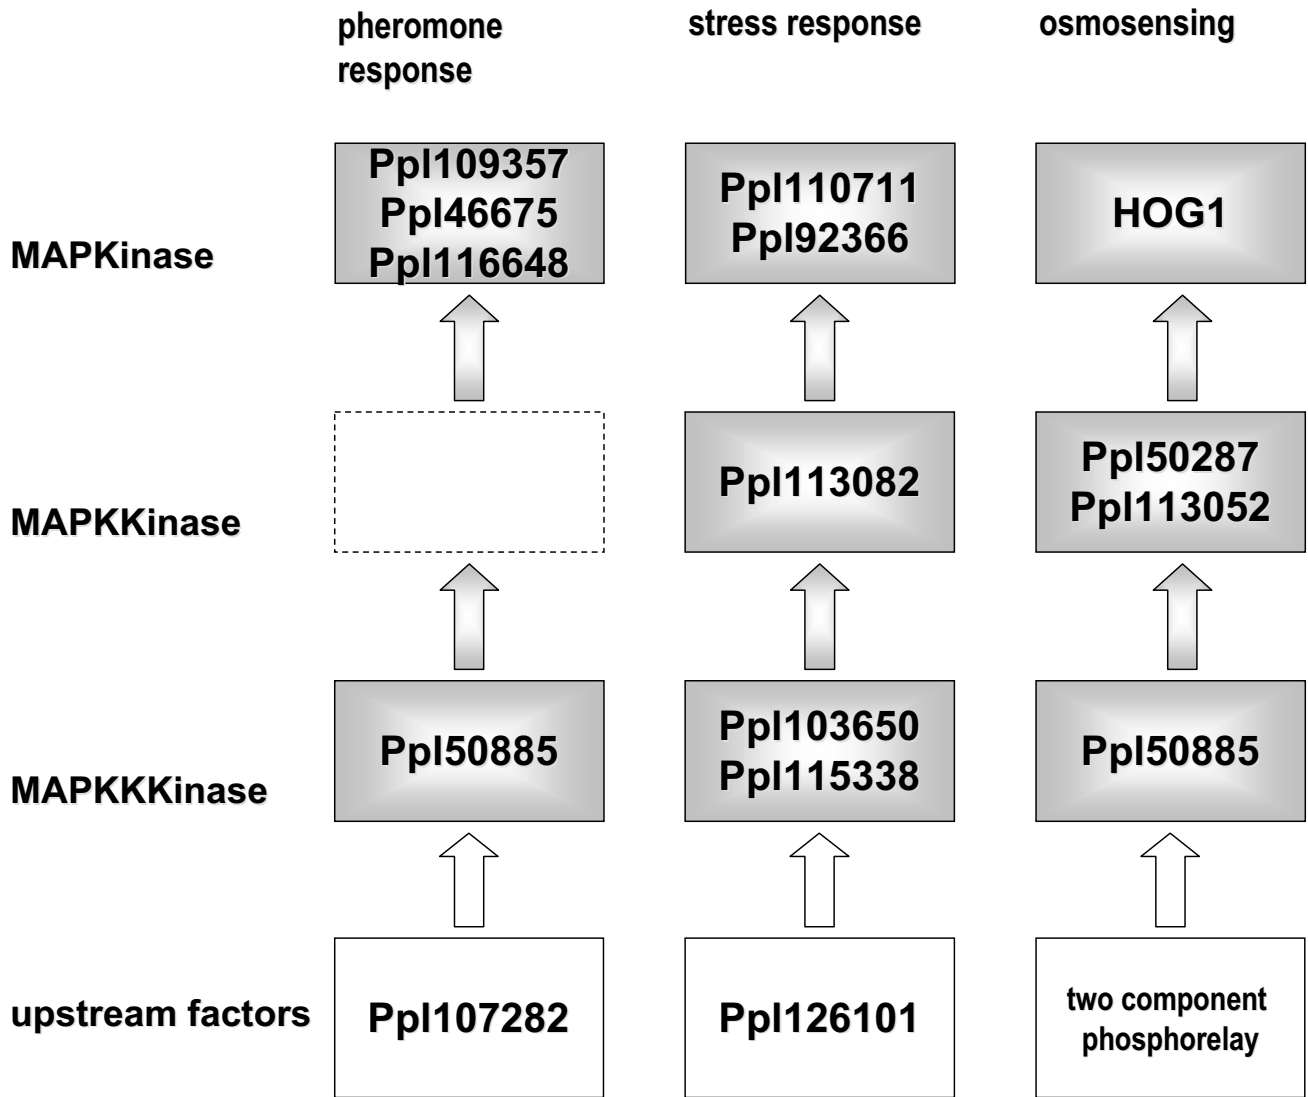 pheromone
response
stress response
osmosensing
MAPKinase
Ppl109357
Ppl46675
Ppl116648
Ppl110711
Ppl92366
HOG1
MAPKKinase
Ppl113082
Ppl50287
Ppl113052
MAPKKKinase
Ppl50885
Ppl103650
Ppl115338
Ppl50885
upstream factors
Ppl107282
Ppl126101
two component
phosphorelay